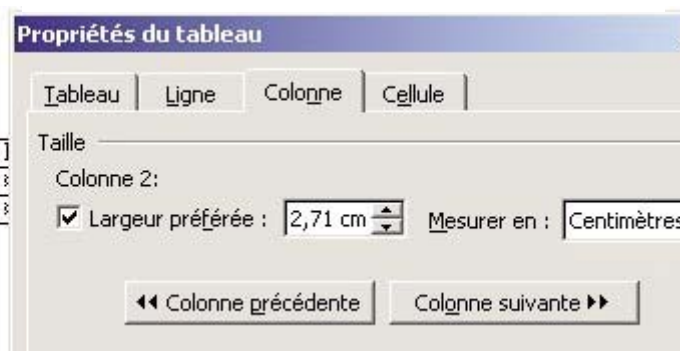 Propriétés du tableau
Tableau Ligne Colonne Cellule
Taille
Colonne 2:
Largeur préférée : 2,71 cm Mesurer en : Centimètres
Colonne précédente Colonne suivante